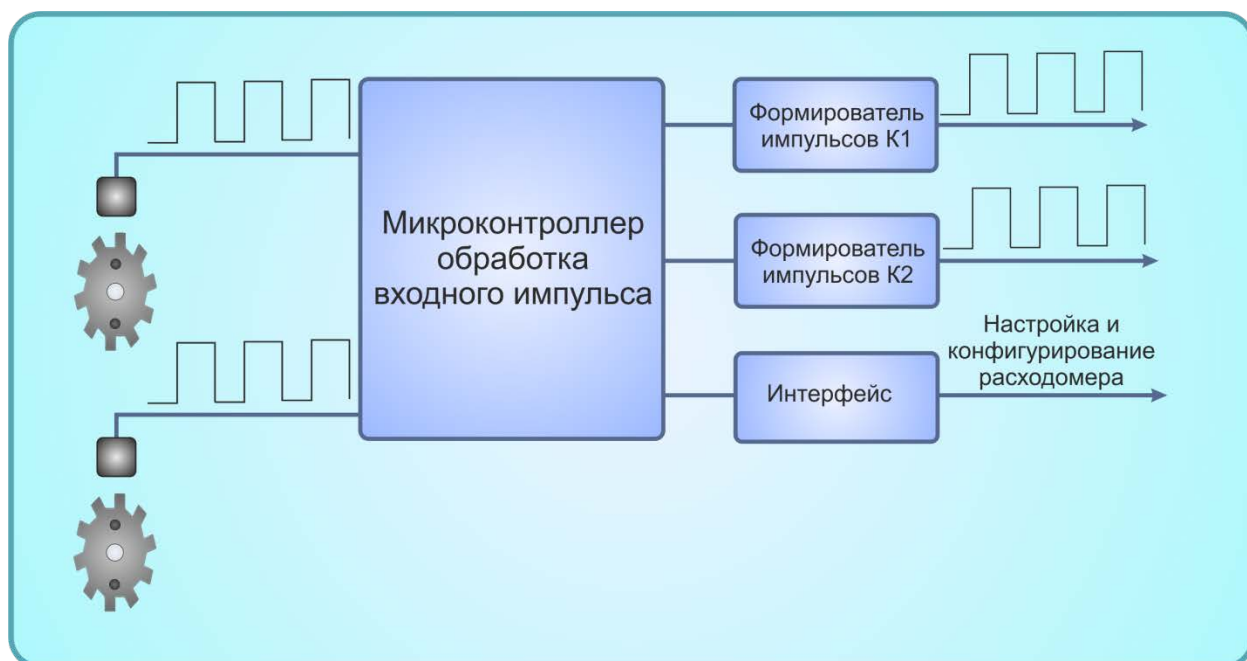 Формирователь
импульсов К1
Микроконтроллер
обработка
входного импульса
Формирователь
импульсов К2
Настройка и
конфигурирование
расходомера
Интерфейс